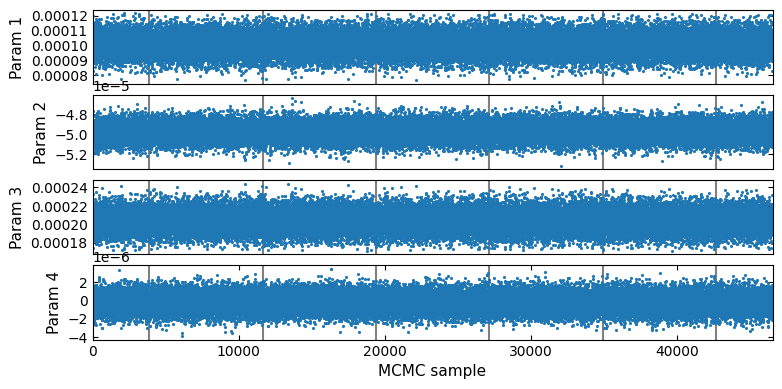 0.00012
0.00011
0.00010
0.00009
0.00008
Param 1
1e−5
−4.8
−5.0
−5.2
Param 2
0.00024
0.00022
0.00020
0.00018
Param 3
1e−6
2
0
−2
−4
Param 4
0 10000 20000 30000 40000
MCMC sample